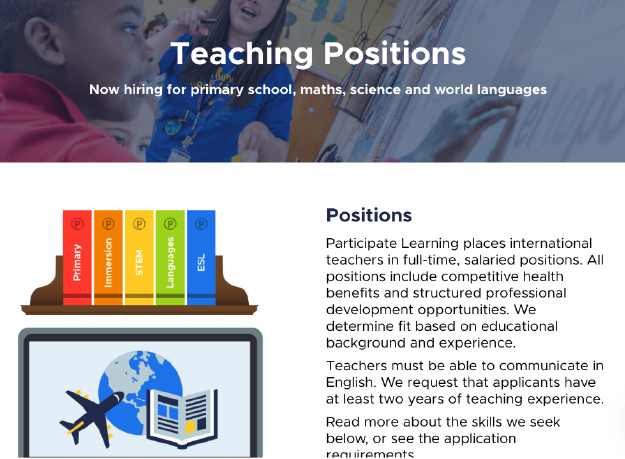 Teaching Positions
Now hiring for primary school, maths, science and world languages
Primary
Immersion
STEM
Languages
ESL
Positions
Participate Learning places international
teachers in full-time, salaried positions. All
positions include competitive health
benefits and structured professional
development opportunities. We
determine fit based on educational
background and experience.
Teachers must be able to communicate in
English. We request that applicants have
at least two years of teaching experience.
Read more about the skills we seek
below, or see the application
requirements